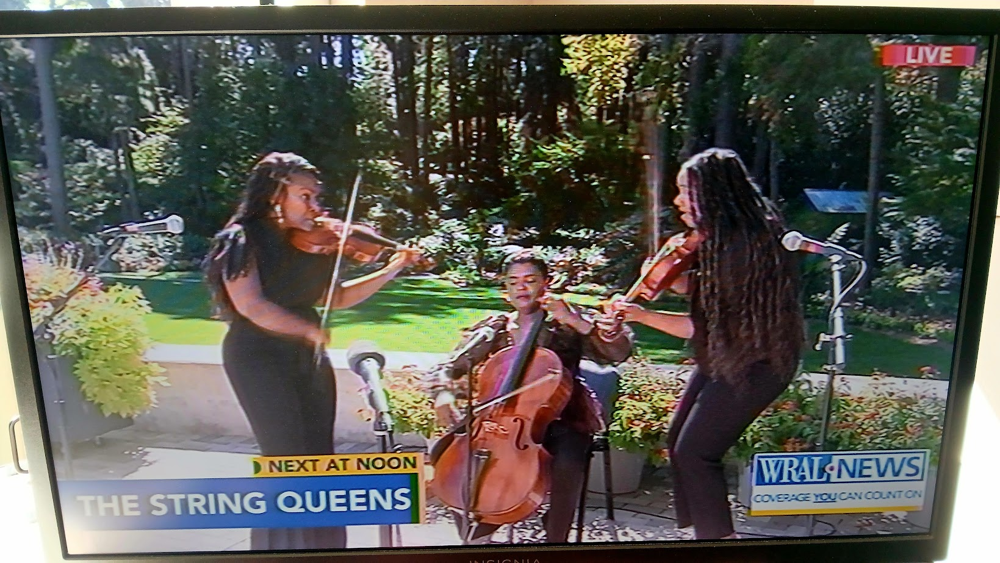 LIVE
NEXT AT NOON
THE STRING QUEENS
WRAL NEWS
COVERAGE YOU CAN COUNT ON
INSIGNIA